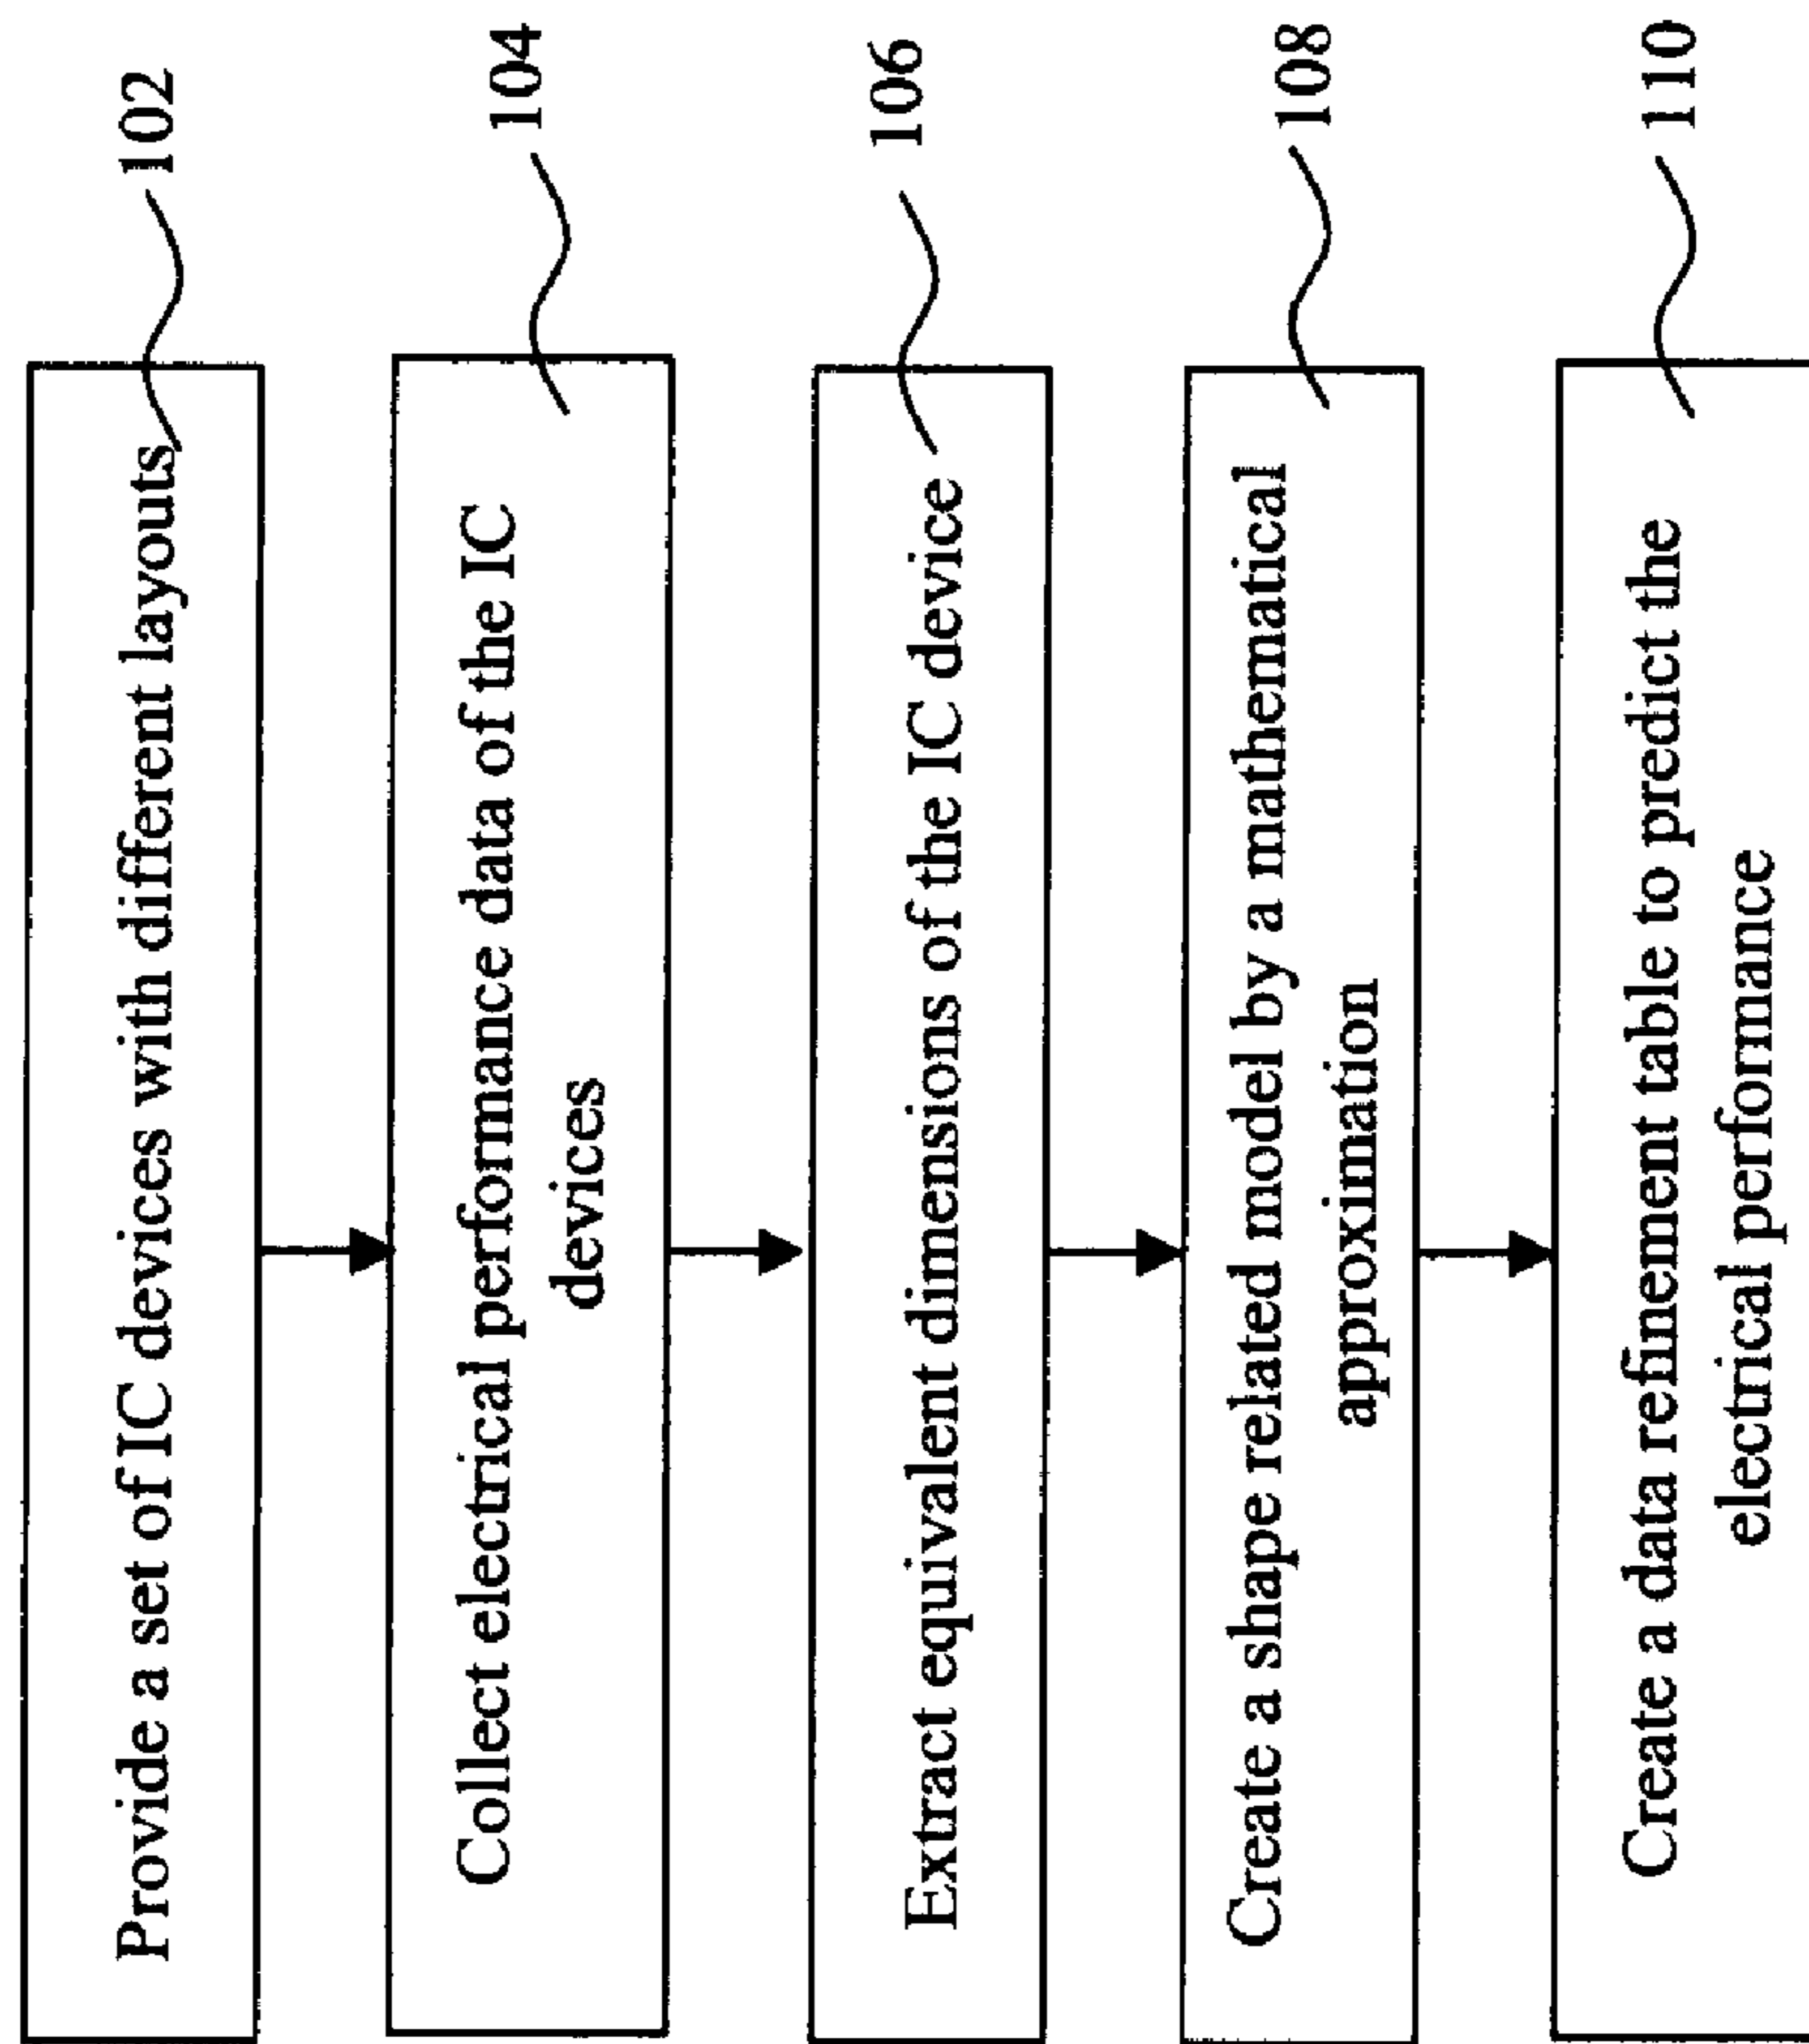 Provide a set of IC devices with different layouts
102
Collect electrical performance data of the IC
devices
104
Extract equivalent dimensions of the IC device
106
Create a shape related model by a mathematical
approximation
108
Create a data refinement table to predict the
electrical performance
110